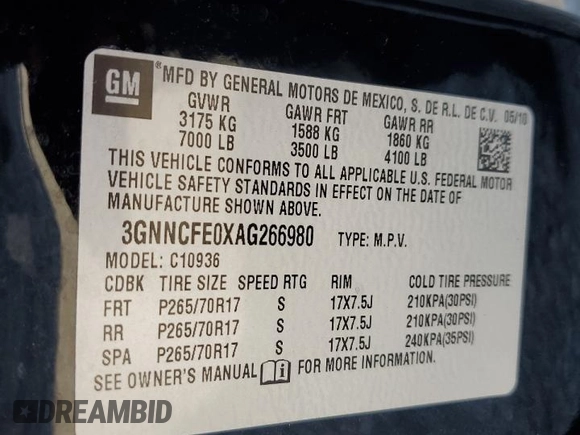 GM
®MFD BY GENERAL MOTORS DE MEXICO, S. DE R.L. DE C.V. 05/10
GVWR GAWR FRT GAWR RR
3175 KG 1588 KG 1860 KG
7000 LB 3500 LB 4100 LB
THIS VEHICLE CONFORMS TO ALL APPLICABLE U.S. FEDERAL MOTOR
VEHICLE SAFETY STANDARDS IN EFFECT ON THE DATE OF
MANUFACTURE SHOWN ABOVE.
3GNNCFE0XAG266980 TYPE: M.P.V.
MODEL: C10936
CDBK TIRE SIZE SPEED RTG RIM COLD TIRE PRESSURE
FRT P265/70R17 S 17X7.5J 210KPA(30PSI)
RR P265/70R17 S 17X7.5J 210KPA(30PSI)
SPA P265/70R17 S 17X7.5J 240KPA(35PSI)
SEE OWNER'S MANUAL FOR MORE INFORMATION.
DREAMBID